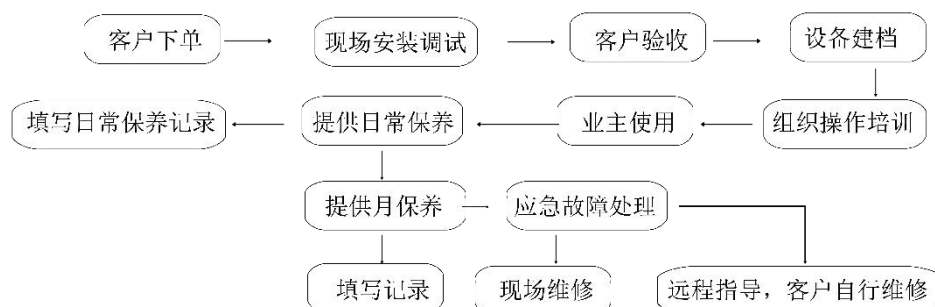 客户下单
现场安装调试
客户验收
设备建档
填写日常保养记录
提供日常保养
业主使用
组织操作培训
提供月保养
应急故障处理
填写记录
现场维修
远程指导，客户自行维修